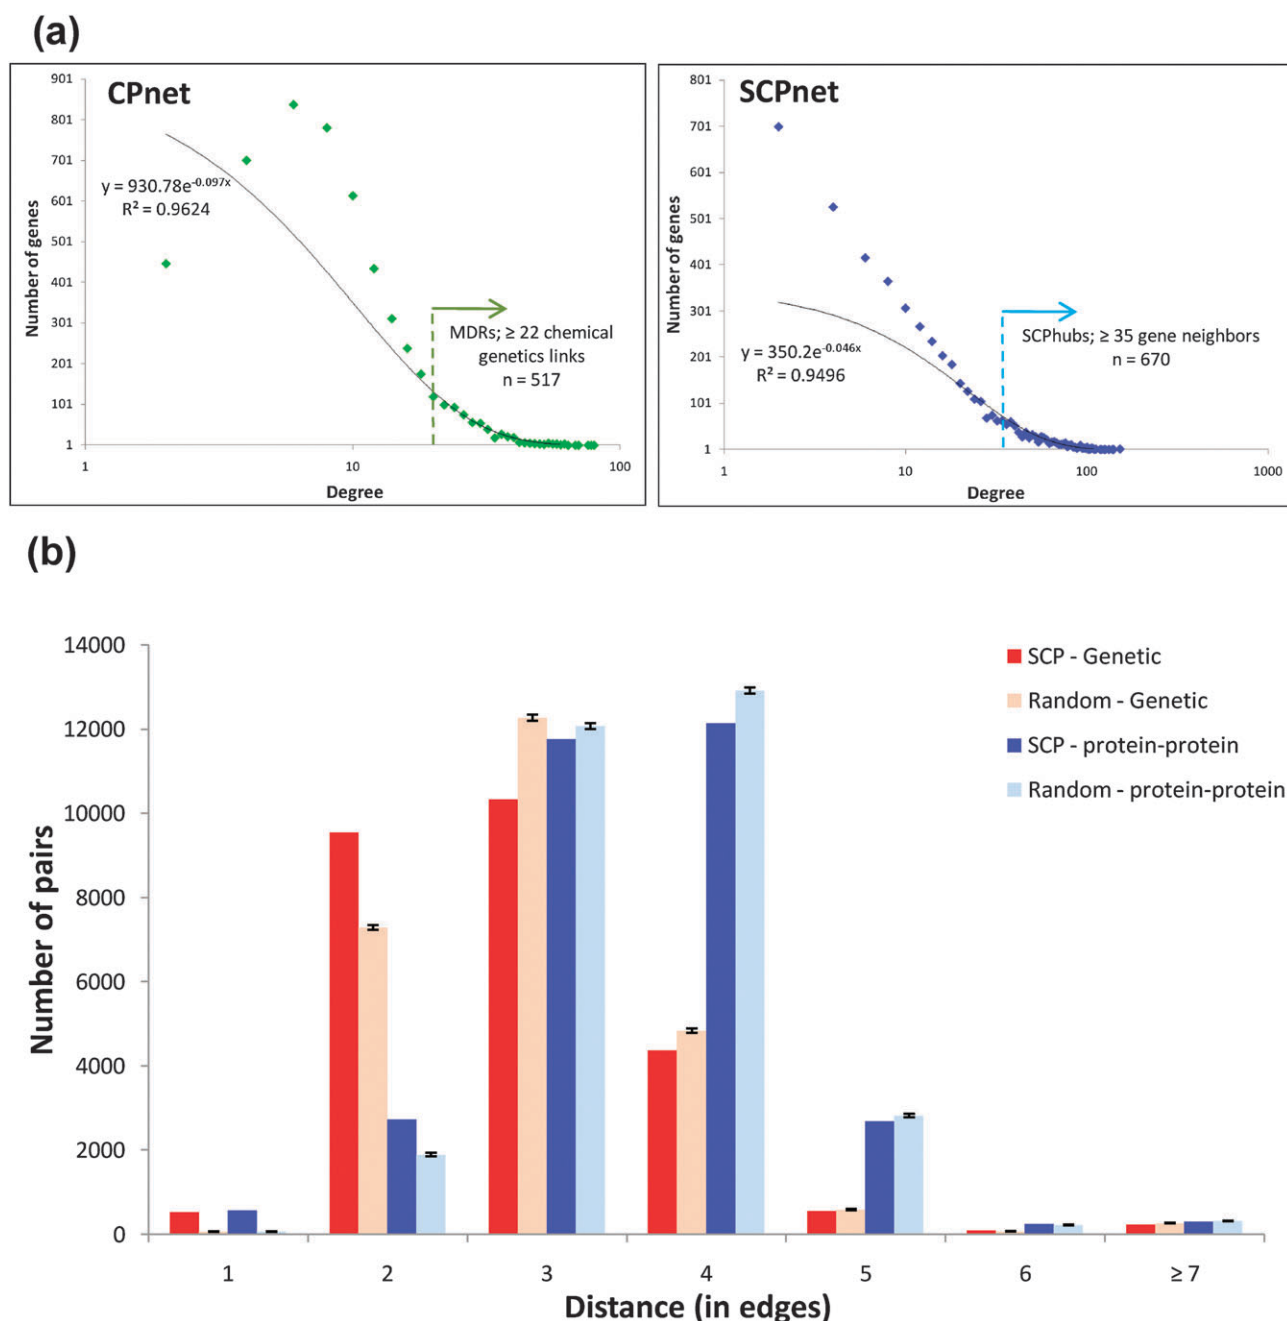 (a)
CPnet
901
801
701
601
501
401
301
201
101
1
Number of genes
y = 930.78e^-0.097x
R² = 0.9624
MDRs; ≥ 22 chemical
genetics links
n = 517
1
10
100
Degree
SCPnet
801
701
601
501
401
301
201
101
1
Number of genes
y = 350.2e^-0.046x
R² = 0.9496
SCPhubs; ≥ 35 gene neighbors
n = 670
1
10
100
1000
Degree
(b)
14000
12000
10000
8000
6000
4000
2000
0
Number of pairs
SCP - Genetic
Random - Genetic
SCP - protein-protein
Random - protein-protein
1
2
3
4
5
6
≥ 7
Distance (in edges)